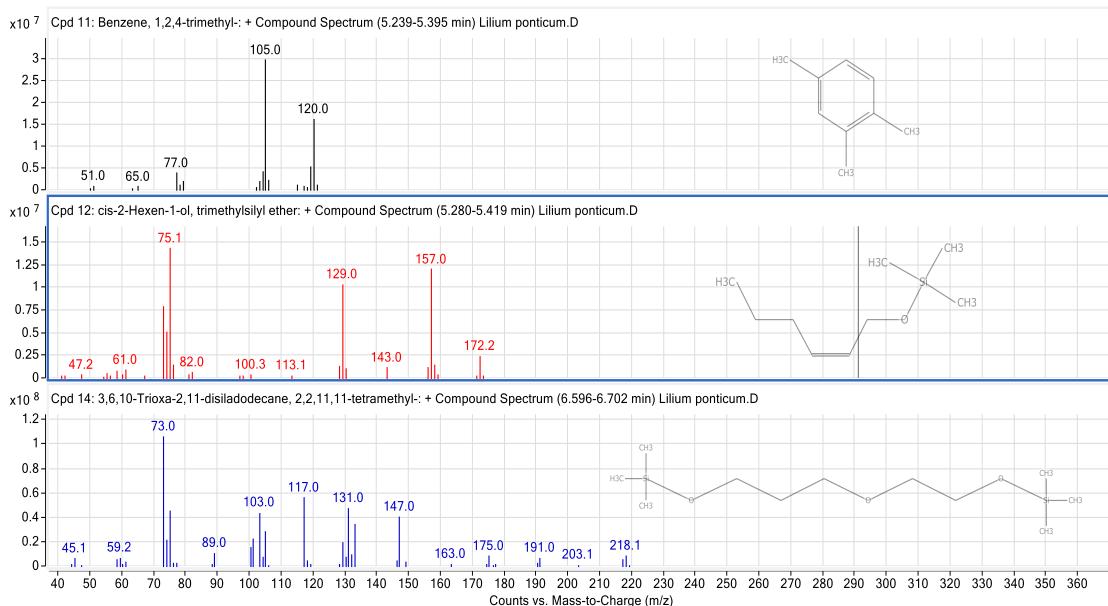 x10 7 Cpd 11: Benzene, 1,2,4-trimethyl-: + Compound Spectrum (5.239-5.395 min) Lilium ponticum.D
3
2.5
2
1.5
1
0.5
0
51.0 65.0 77.0 105.0 120.0
H3C
CH3
CH3
x10 7 Cpd 12: cis-2-Hexen-1-ol, trimethylsilyl ether: + Compound Spectrum (5.280-5.419 min) Lilium ponticum.D
1.5
1.25
1
0.75
0.5
0.25
0
47.2 61.0 75.1 82.0 100.3 113.1 129.0 143.0 157.0 172.2
CH3
H3C
H3C
Si
CH3
O
x10 8 Cpd 14: 3,6,10-Trioxa-2,11-disiladodecane, 2,2,11,11-tetramethyl-: + Compound Spectrum (6.596-6.702 min) Lilium ponticum.D
1.2
1
0.8
0.6
0.4
0.2
0
45.1 59.2 73.0 89.0 103.0 117.0 131.0 147.0 163.0 175.0 191.0 203.1 218.1
CH3 CH3
H3C Si O O O Si CH3
CH3 CH3
40 50 60 70 80 90 100 110 120 130 140 150 160 170 180 190 200 210 220 230 240 250 260 270 280 290 300 310 320 330 340 350 360
Counts vs. Mass-to-Charge (m/z)